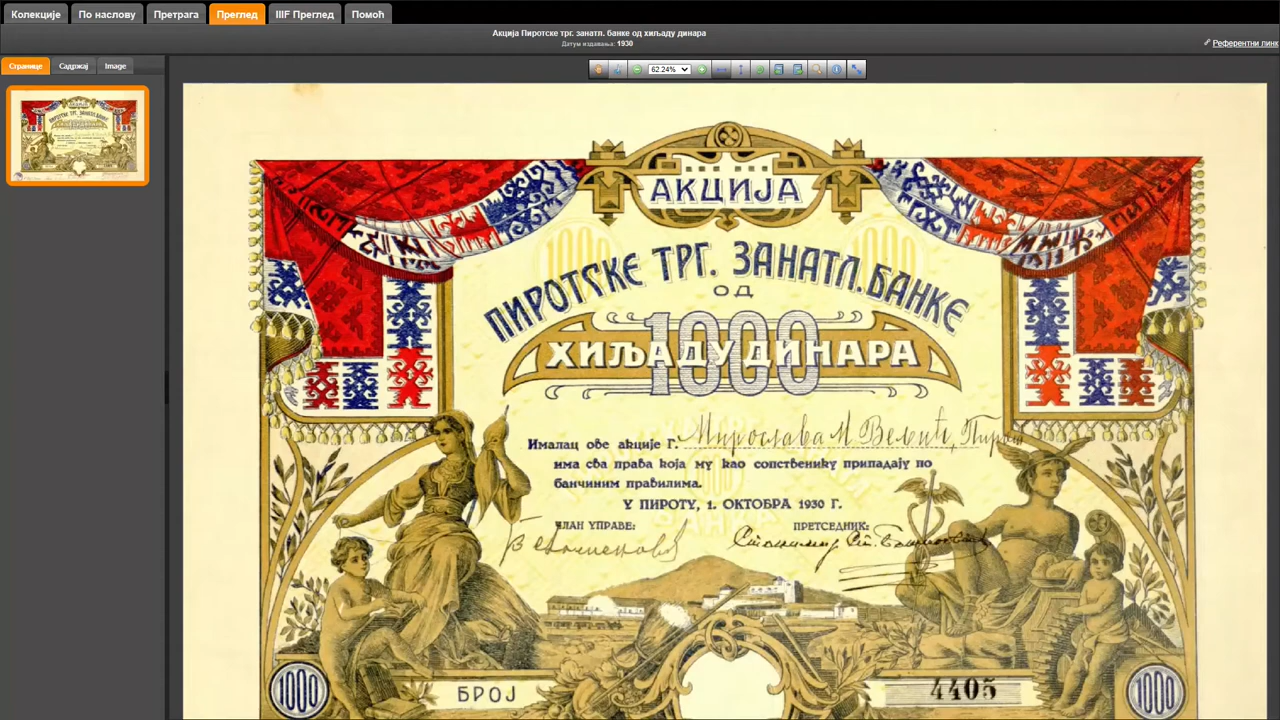 Колекције По наслову Претрага Преглед IIIF Преглед Помоћ
Акција Пиротске трг. занатл. банке од хиљаду динара
Датум издавања: 1930
Референтни линк
Странице Садржај Image
62.24%
АКЦИЈА
ПИРОТСКЕ ТРГ. ЗАНАТЛ. БАНКЕ
ОД
1000
ХИЉАДУ ДИНАРА
Ималац ове акције Г. Мирослава М. Вељић, Пирот
има сва права која му као сопственику припадају по
банчиним правилима.
У ПИРОТУ, 1. ОКТОБРА 1930 Г.
ЧЛАН УПРАВЕ: ПРЕТСЕДНИК:
1000 БРОЈ 4405 1000